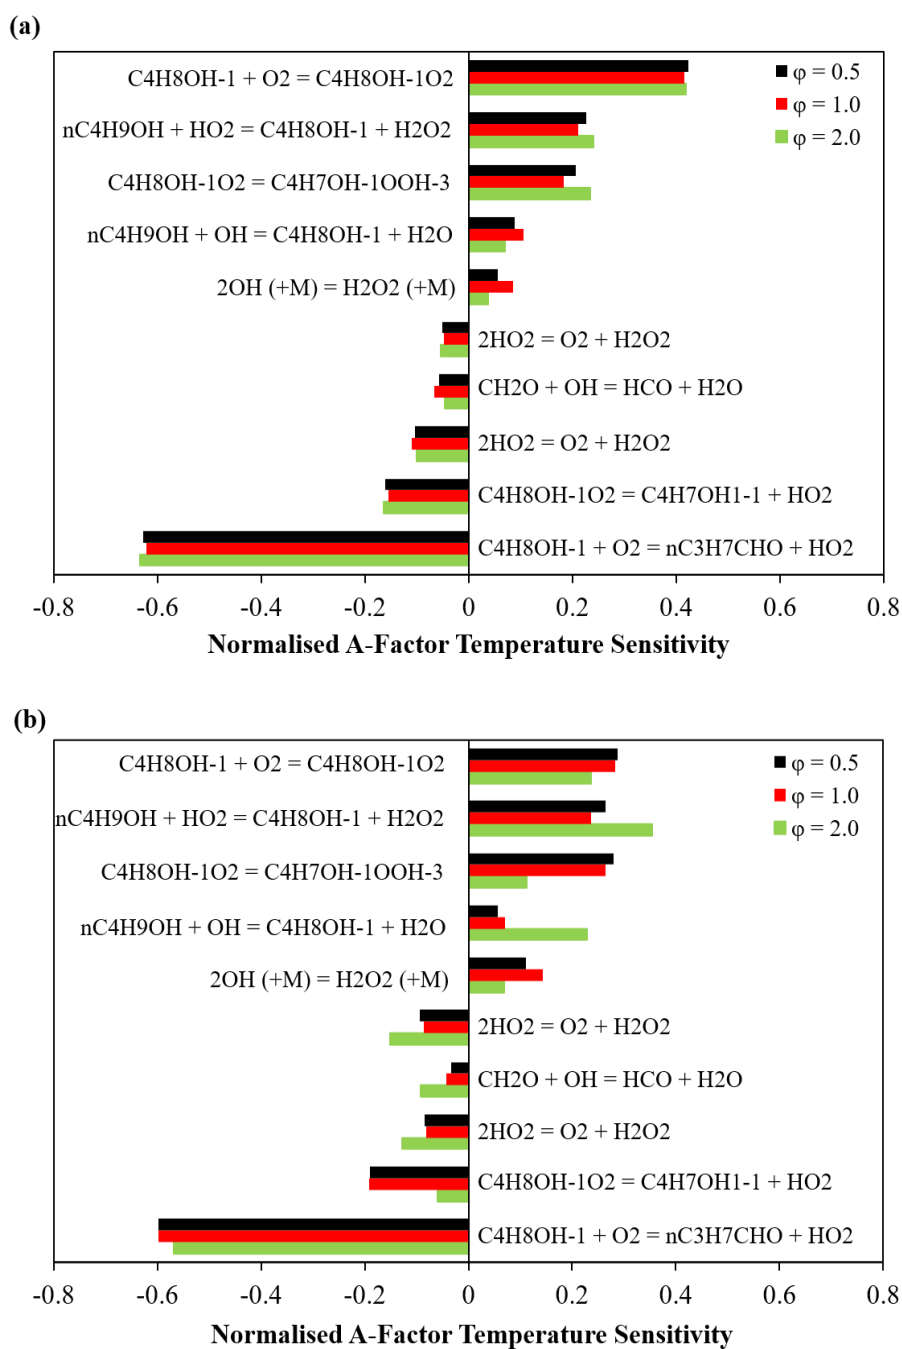 (a)
C4H8OH-1 + O2 = C4H8OH-1O2
φ = 0.5
nC4H9OH + HO2 = C4H8OH-1 + H2O2
φ = 1.0
φ = 2.0
C4H8OH-1O2 = C4H7OH-1OOH-3
nC4H9OH + OH = C4H8OH-1 + H2O
2OH (+M) = H2O2 (+M)
2HO2 = O2 + H2O2
CH2O + OH = HCO + H2O
2HO2 = O2 + H2O2
C4H8OH-1O2 = C4H7OH1-1 + HO2
C4H8OH-1 + O2 = nC3H7CHO + HO2
-0.8 -0.6 -0.4 -0.2 0 0.2 0.4 0.6 0.8
Normalised A-Factor Temperature Sensitivity
(b)
C4H8OH-1 + O2 = C4H8OH-1O2
φ = 0.5
nC4H9OH + HO2 = C4H8OH-1 + H2O2
φ = 1.0
φ = 2.0
C4H8OH-1O2 = C4H7OH-1OOH-3
nC4H9OH + OH = C4H8OH-1 + H2O
2OH (+M) = H2O2 (+M)
2HO2 = O2 + H2O2
CH2O + OH = HCO + H2O
2HO2 = O2 + H2O2
C4H8OH-1O2 = C4H7OH1-1 + HO2
C4H8OH-1 + O2 = nC3H7CHO + HO2
-0.8 -0.6 -0.4 -0.2 0 0.2 0.4 0.6 0.8
Normalised A-Factor Temperature Sensitivity